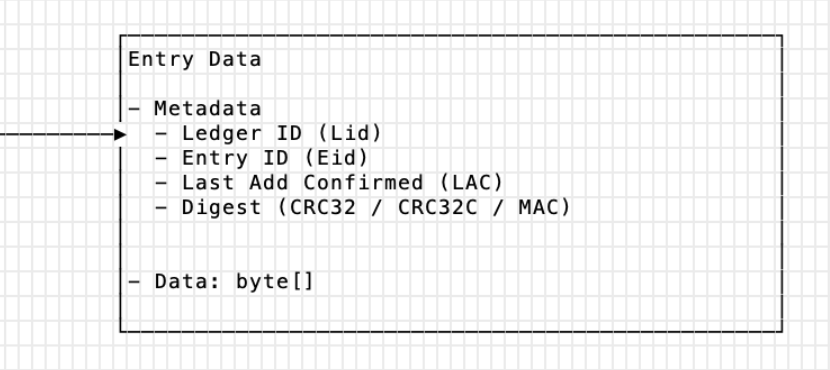 Entry Data
- Metadata
- Ledger ID (Lid)
- Entry ID (Eid)
- Last Add Confirmed (LAC)
- Digest (CRC32 / CRC32C / MAC)
- Data: byte[]